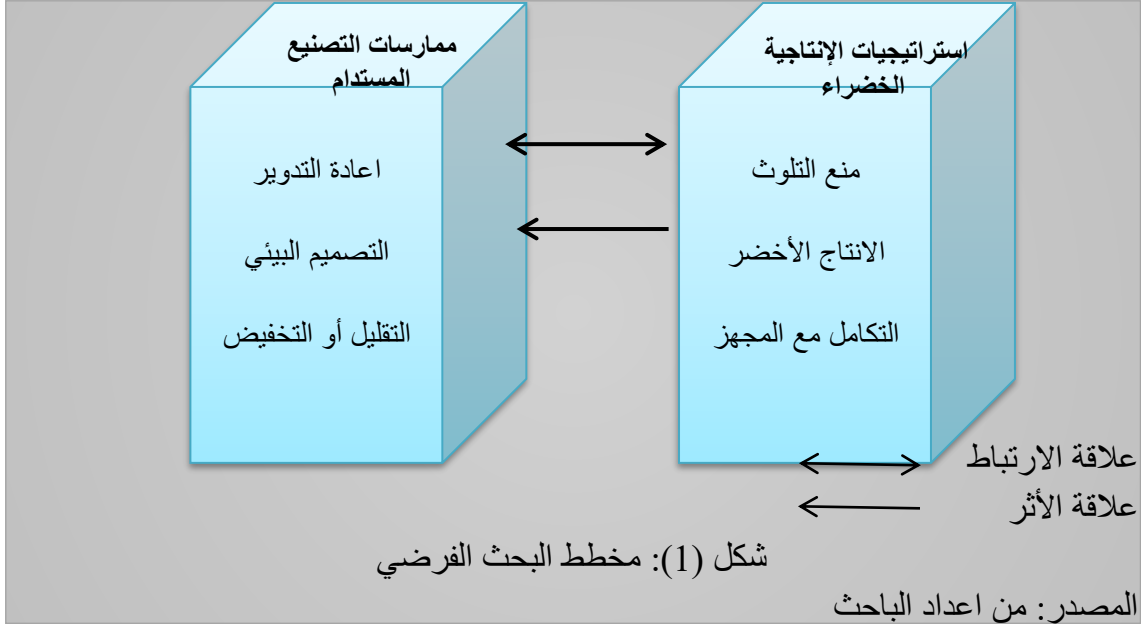 استراتيجيات الإنتاجية
الخضراء
منع التلوث
الانتاج الأخضر
التكامل مع المجهز
ممارسات التصنيع
المستدام
اعادة التدوير
التصميم البيئي
التقليل أو التخفيض
علاقة الارتباط
علاقة الأثر
شكل (1): مخطط البحث الفرضي
المصدر: من اعداد الباحث